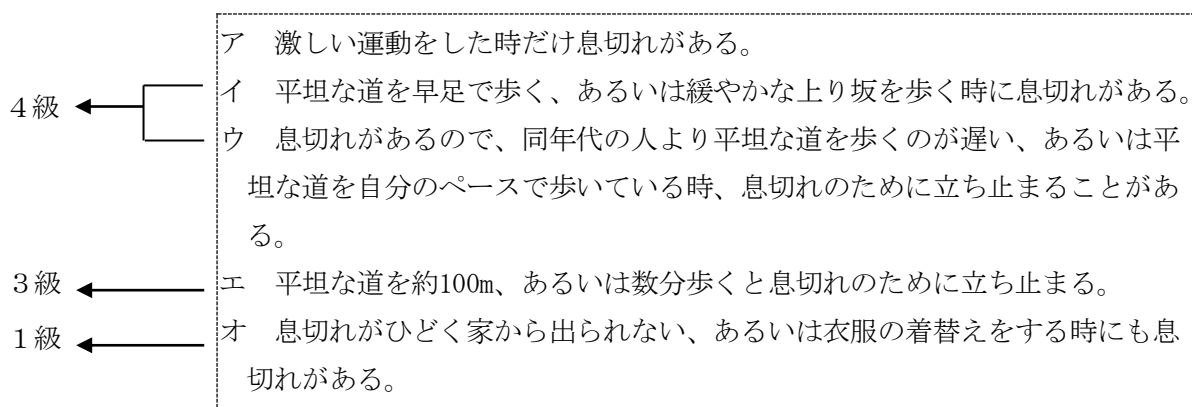 ア　激しい運動をした時だけ息切れがある。
イ　平坦な道を早足で歩く、あるいは緩やかな上り坂を歩く時に息切れがある。
４級
ウ　息切れがあるので、同年代の人より平坦な道を歩くのが遅い、あるいは平
坦な道を自分のペースで歩いている時、息切れのために立ち止まることがあ
る。
３級
エ　平坦な道を約100m、あるいは数分歩くと息切れのために立ち止まる。
１級
オ　息切れがひどく家から出られない、あるいは衣服の着替えをする時にも息
切れがある。